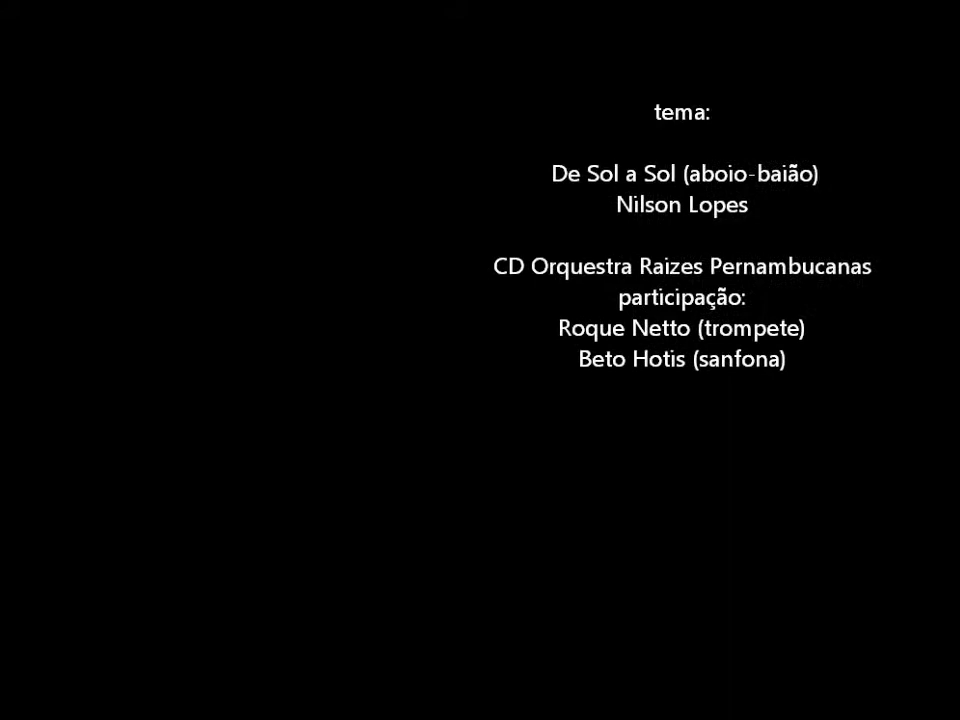 tema:
De Sol a Sol (aboio-baião)
Nilson Lopes
CD Orquestra Raizes Pernambucanas
participação:
Roque Netto (trompete)
Beto Hotis (sanfona)